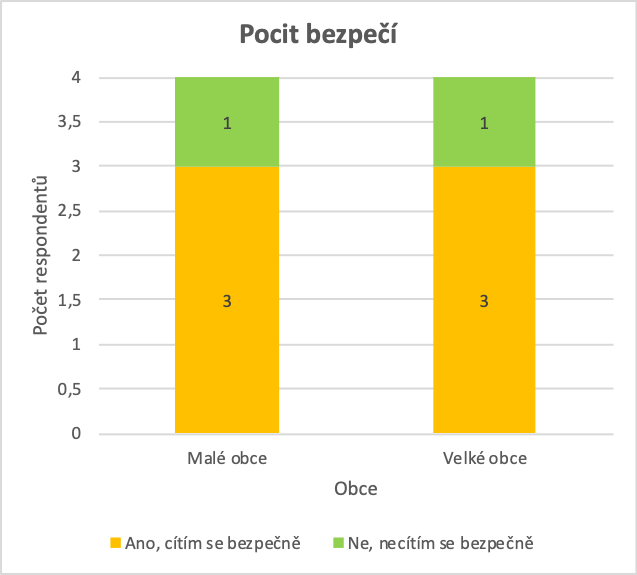 Pocit bezpečí
4
3,5
3
2,5
2
1,5
1
0,5
0
Počet respondentů
1
1
3
3
Malé obce
Velké obce
Obce
Ano, cítím se bezpečně
Ne, necítím se bezpečně